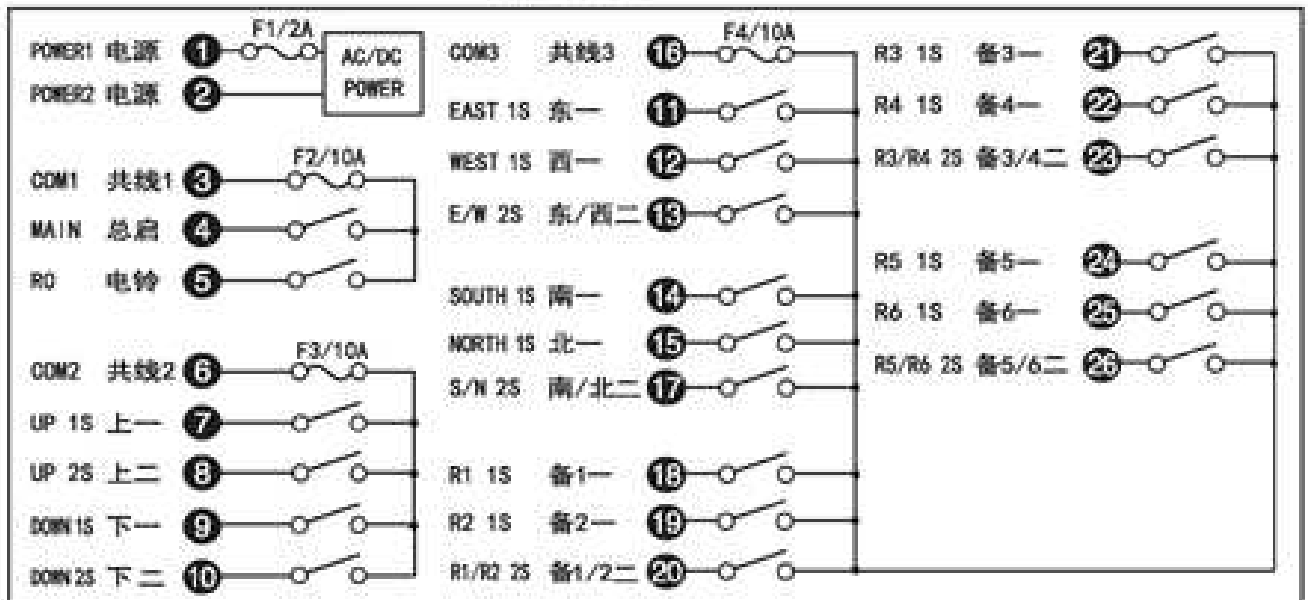 POWER1 电源 1 F1/2A
AC/DC
POWER
POWER2 电源 2
COM1 共线1 3 F2/10A
MAIN 总启 4
R0 电铃 5
COM2 共线2 6 F3/10A
UP 1S 上一 7
UP 2S 上二 8
DOWN 1S 下一 9
DOWN 2S 下二 10
COM3 共线3 16 F4/10A
EAST 1S 东一 11
WEST 1S 西一 12
E/W 2S 东/西二 13
SOUTH 1S 南一 14
NORTH 1S 北一 15
S/N 2S 南/北二 17
R1 1S 备1一 18
R2 1S 备2一 19
R1/R2 2S 备1/2二 20
R3 1S 备3一 21
R4 1S 备4一 22
R3/R4 2S 备3/4二 23
R5 1S 备5一 24
R6 1S 备6一 25
R5/R6 2S 备5/6二 26